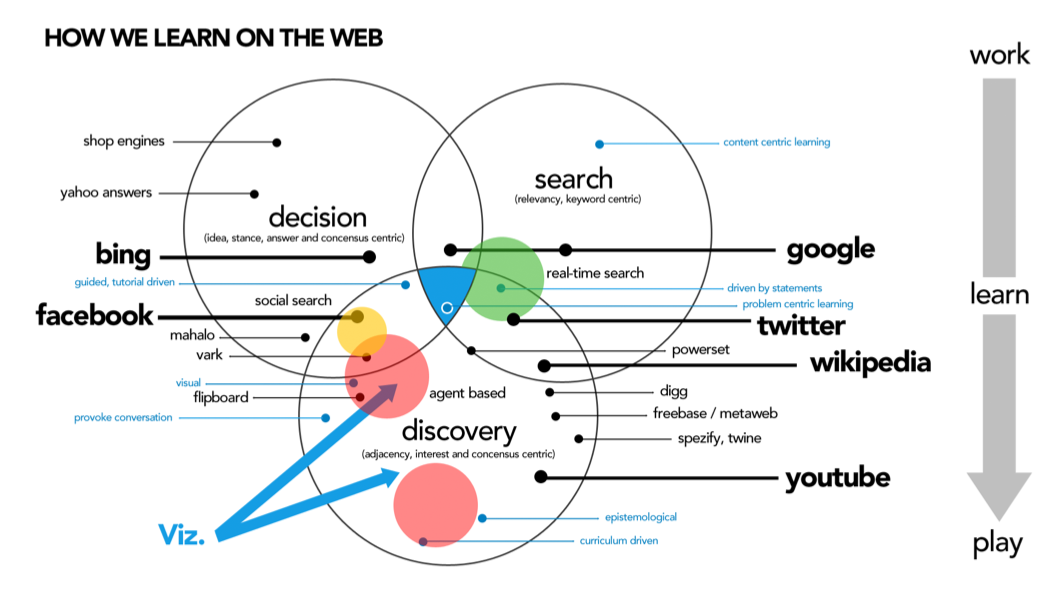 HOW WE LEARN ON THE WEB
work
shop engines
content centric learning
yahoo answers
search
(relevancy, keyword centric)
decision
(idea, stance, answer and concensus centric)
bing
google
real-time search
guided, tutorial driven
driven by statements
learn
social search
problem centric learning
facebook
twitter
mahalo
vark
powerset
wikipedia
visual
flipboard
agent based
digg
provoke conversation
freebase / metaweb
discovery
(adjacency, interest and concensus centric)
spezify, twine
youtube
epistemological
Viz.
curriculum driven
play